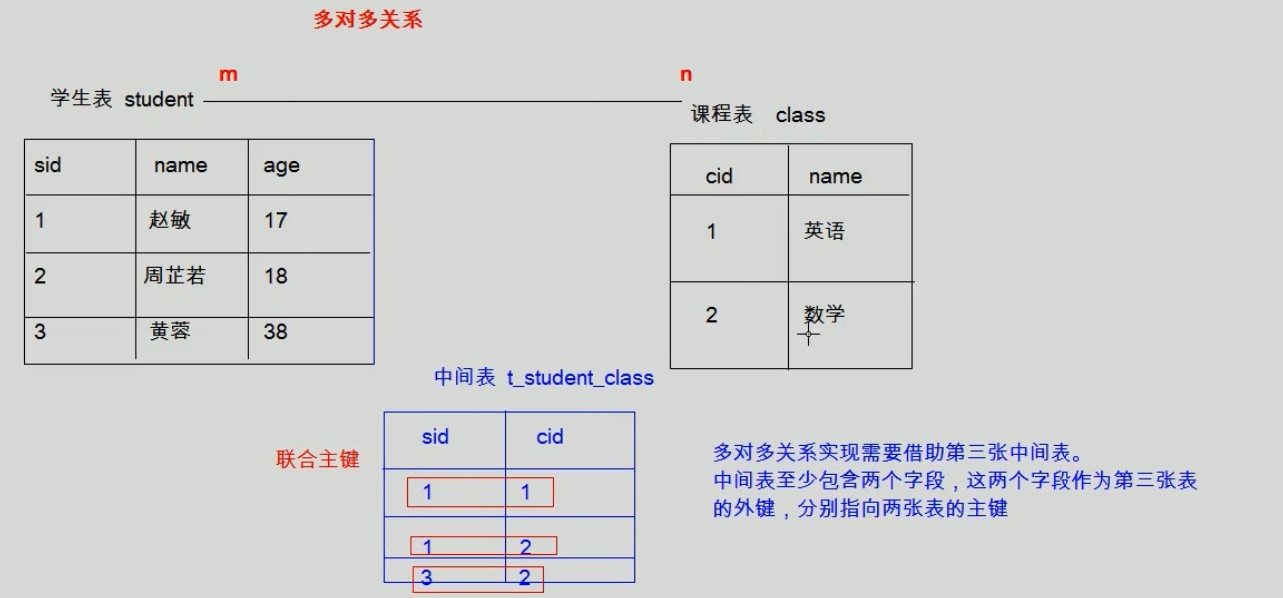 多对多关系
m
n
学生表 student
课程表 class
sid name age
1 赵敏 17
2 周芷若 18
3 黄蓉 38
cid name
1 英语
2 数学
中间表 t_student_class
sid cid
联合主键
1 1
1 2
3 2
多对多关系实现需要借助第三张中间表。
中间表至少包含两个字段，这两个字段作为第三张表
的外键，分别指向两张表的主键